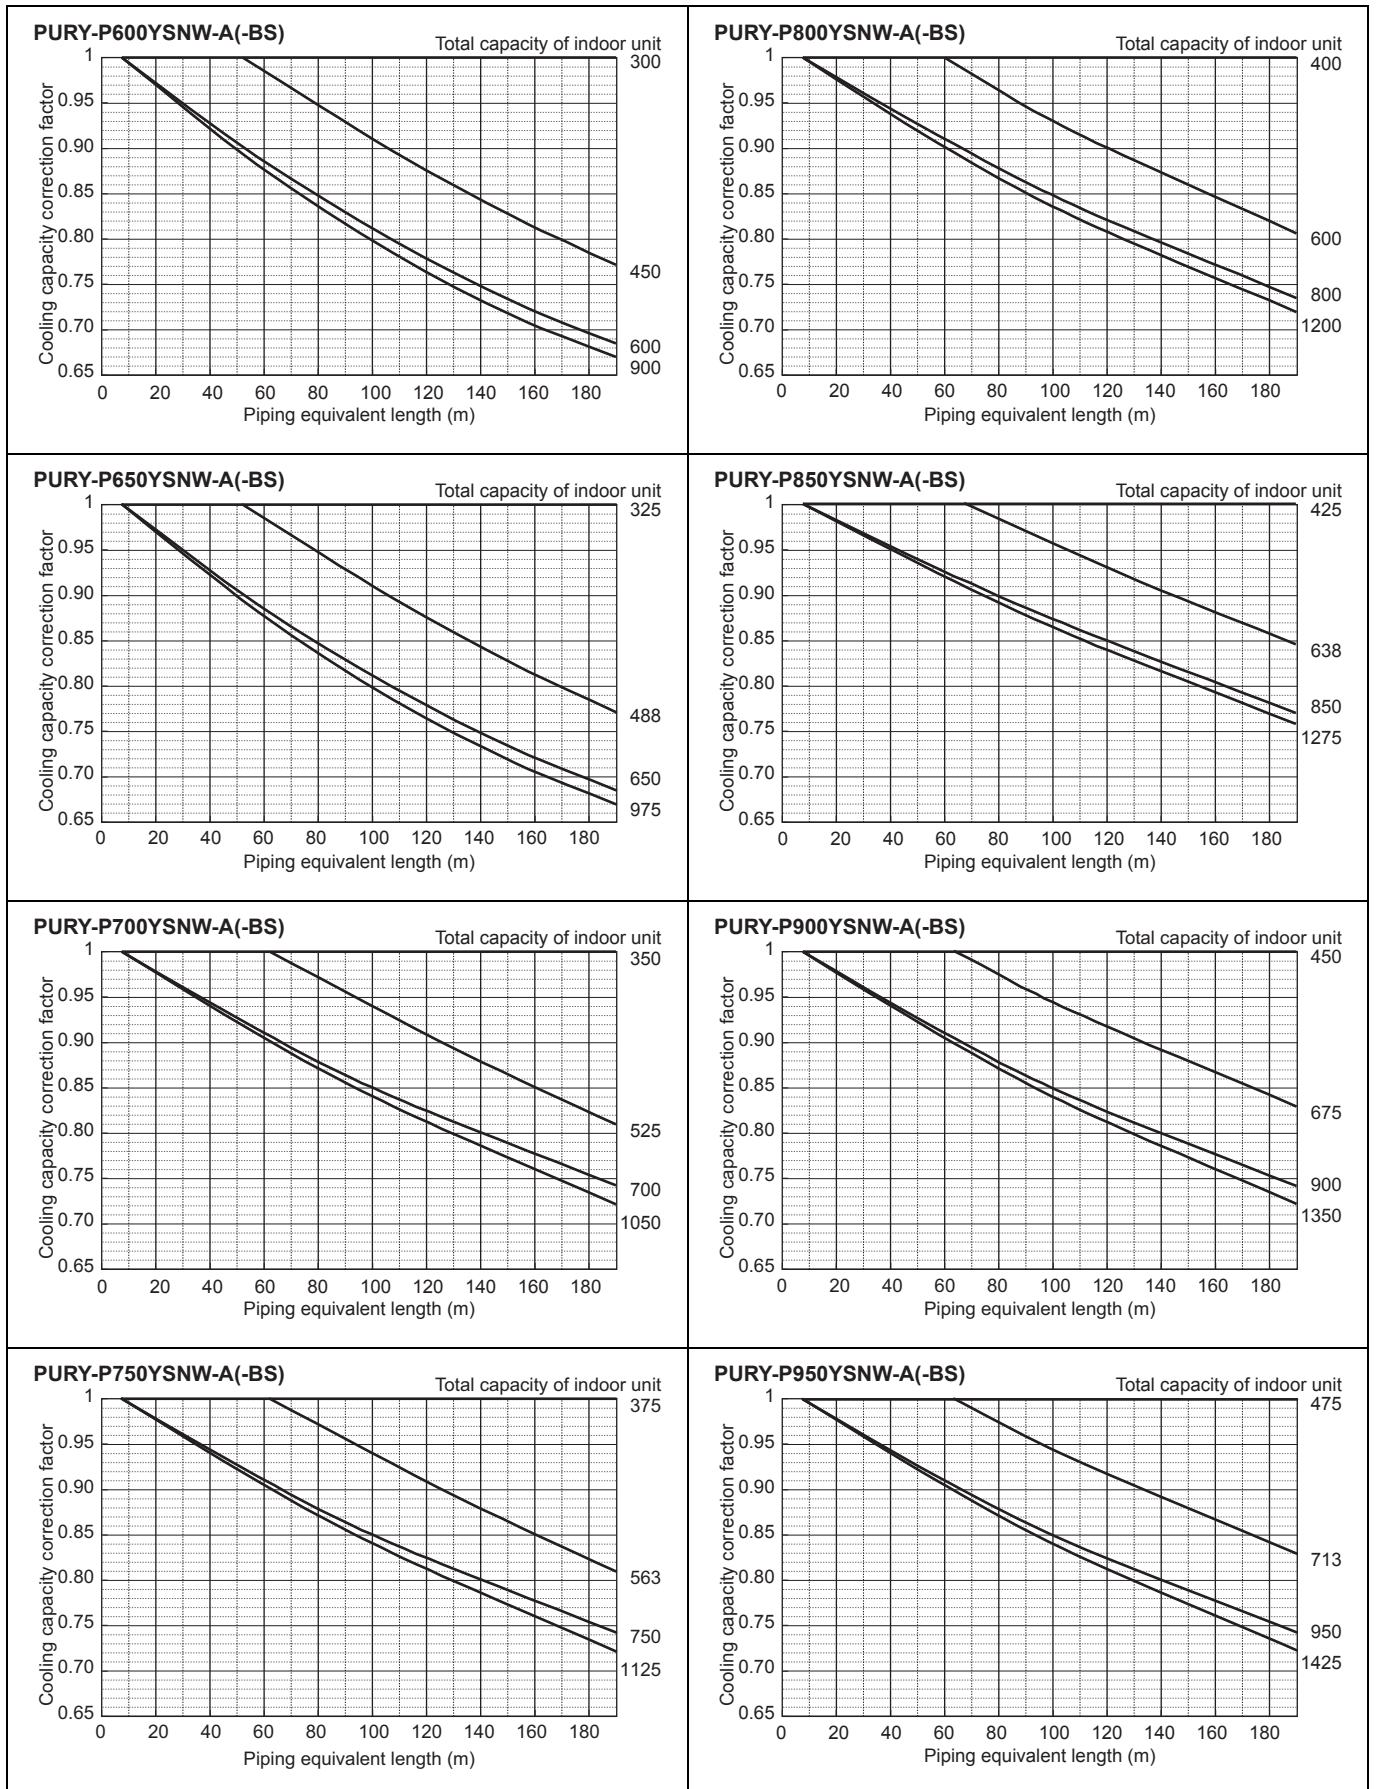 PURY-P600YSNW-A(-BS)
Total capacity of indoor unit
Cooling capacity correction factor
1
0.95
0.90
0.85
0.80
0.75
0.70
0.65
300
450
600
900
0 20 40 60 80 100 120 140 160 180
Piping equivalent length (m)
PURY-P800YSNW-A(-BS)
Total capacity of indoor unit
Cooling capacity correction factor
1
0.95
0.90
0.85
0.80
0.75
0.70
0.65
400
600
800
1200
0 20 40 60 80 100 120 140 160 180
Piping equivalent length (m)
PURY-P650YSNW-A(-BS)
Total capacity of indoor unit
Cooling capacity correction factor
1
0.95
0.90
0.85
0.80
0.75
0.70
0.65
325
488
650
975
0 20 40 60 80 100 120 140 160 180
Piping equivalent length (m)
PURY-P850YSNW-A(-BS)
Total capacity of indoor unit
Cooling capacity correction factor
1
0.95
0.90
0.85
0.80
0.75
0.70
0.65
425
638
850
1275
0 20 40 60 80 100 120 140 160 180
Piping equivalent length (m)
PURY-P700YSNW-A(-BS)
Total capacity of indoor unit
Cooling capacity correction factor
1
0.95
0.90
0.85
0.80
0.75
0.70
0.65
350
525
700
1050
0 20 40 60 80 100 120 140 160 180
Piping equivalent length (m)
PURY-P900YSNW-A(-BS)
Total capacity of indoor unit
Cooling capacity correction factor
1
0.95
0.90
0.85
0.80
0.75
0.70
0.65
450
675
900
1350
0 20 40 60 80 100 120 140 160 180
Piping equivalent length (m)
PURY-P750YSNW-A(-BS)
Total capacity of indoor unit
Cooling capacity correction factor
1
0.95
0.90
0.85
0.80
0.75
0.70
0.65
375
563
750
1125
0 20 40 60 80 100 120 140 160 180
Piping equivalent length (m)
PURY-P950YSNW-A(-BS)
Total capacity of indoor unit
Cooling capacity correction factor
1
0.95
0.90
0.85
0.80
0.75
0.70
0.65
475
713
950
1425
0 20 40 60 80 100 120 140 160 180
Piping equivalent length (m)